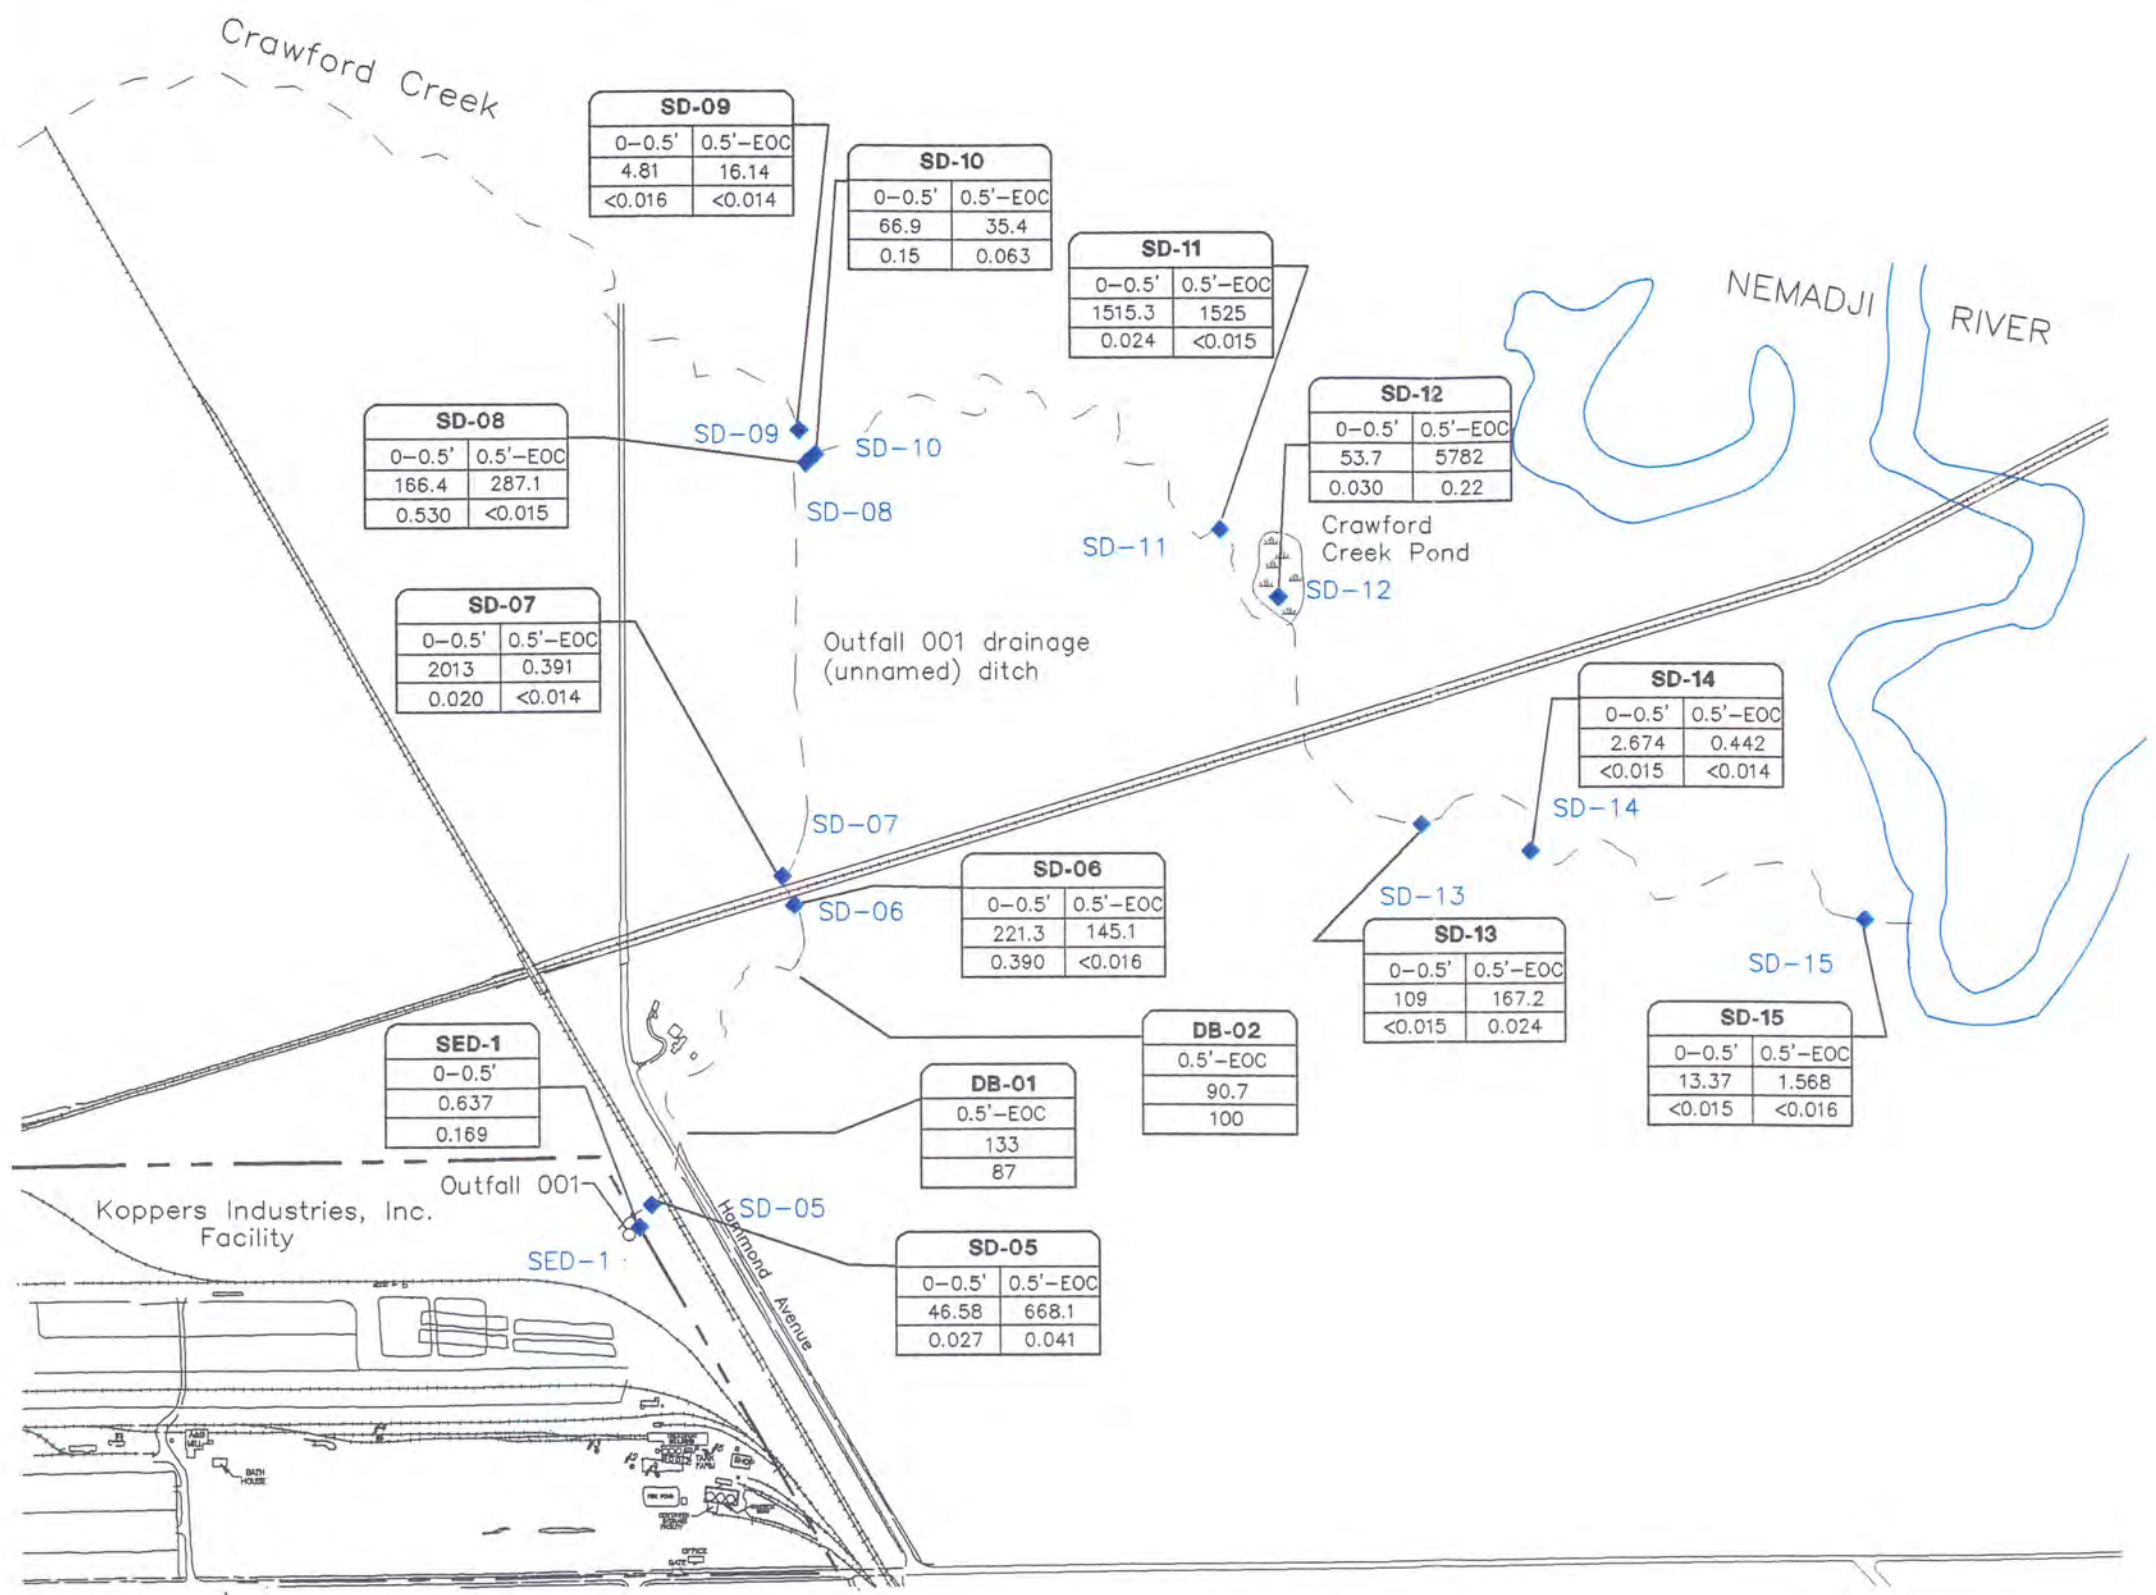 Crawford Creek
SD-09
0-0.5' 0.5'-EOC
4.81 16.14
<0.016 <0.014
SD-10
0-0.5' 0.5'-EOC
66.9 35.4
0.15 0.063
SD-11
0-0.5' 0.5'-EOC
1515.3 1525
0.024 <0.015
NEMADJI RIVER
SD-12
0-0.5' 0.5'-EOC
53.7 5782
0.030 0.22
SD-08
0-0.5' 0.5'-EOC
166.4 287.1
0.530 <0.015
SD-09
SD-10
SD-08
SD-11
Crawford
Creek Pond
SD-12
SD-07
0-0.5' 0.5'-EOC
2013 0.391
0.020 <0.014
Outfall 001 drainage
(unnamed) ditch
SD-14
0-0.5' 0.5'-EOC
2.674 0.442
<0.015 <0.014
SD-07
SD-14
SD-06
SD-06
0-0.5' 0.5'-EOC
221.3 145.1
0.390 <0.016
SD-13
SD-13
0-0.5' 0.5'-EOC
109 167.2
<0.015 0.024
SD-15
SD-15
0-0.5' 0.5'-EOC
13.37 1.568
<0.015 <0.016
SED-1
0-0.5'
0.637
0.169
DB-02
0.5'-EOC
90.7
100
DB-01
0.5'-EOC
133
87
Outfall 001
Koppers Industries, Inc.
Facility
SD-05
SED-1
Hammond Avenue
SD-05
0-0.5' 0.5'-EOC
46.58 668.1
0.027 0.041
BATH
HOUSE
TANK
FARM
SHOP
FIRE POND
OFFICE
GATE